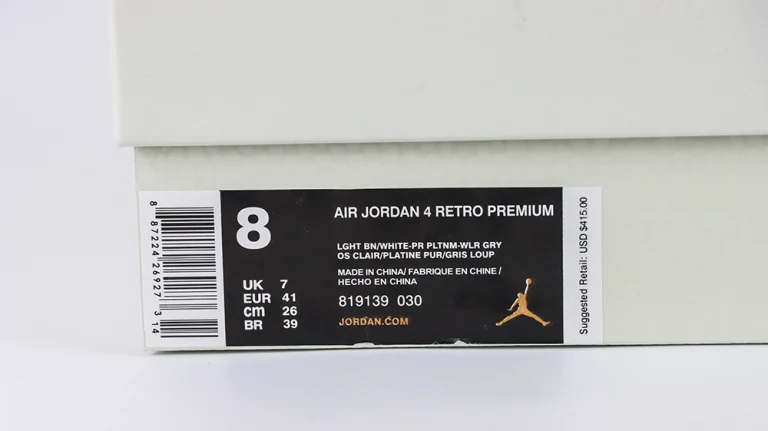 8 87224 26927 3 14
8
UK 7
EUR 41
cm 26
BR 39
AIR JORDAN 4 RETRO PREMIUM
LGHT BN/WHITE-PR PLTNM-WLR GRY
OS CLAIR/PLATINE PUR/GRIS LOUP
MADE IN CHINA/ FABRIQUE EN CHINE /
HECHO EN CHINA
819139 030
JORDAN.COM
Suggested Retail: USD $415.00